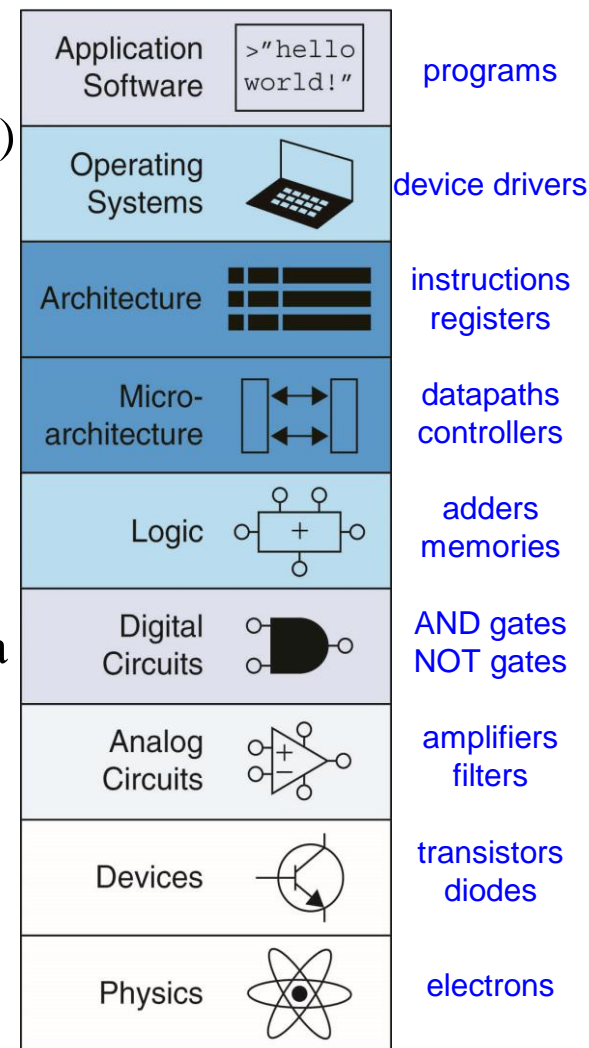 Application
Software
>"hello
world!"
programs
)
Operating
Systems
device drivers
Architecture
instructions
registers
Micro-
architecture
datapaths
controllers
Logic
+
adders
memories
a
Digital
Circuits
AND gates
NOT gates
Analog
Circuits
+
−
amplifiers
filters
Devices
transistors
diodes
Physics
electrons